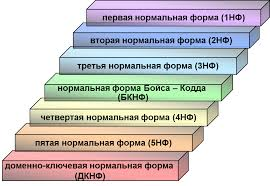 первая нормальная форма (1НФ)
вторая нормальная форма (2НФ)
третья нормальная форма (3НФ)
нормальная форма Бойса – Кодда
(БКНФ)
четвертая нормальная форма (4НФ)
пятая нормальная форма (5НФ)
доменно-ключевая нормальная форма
(ДКНФ)